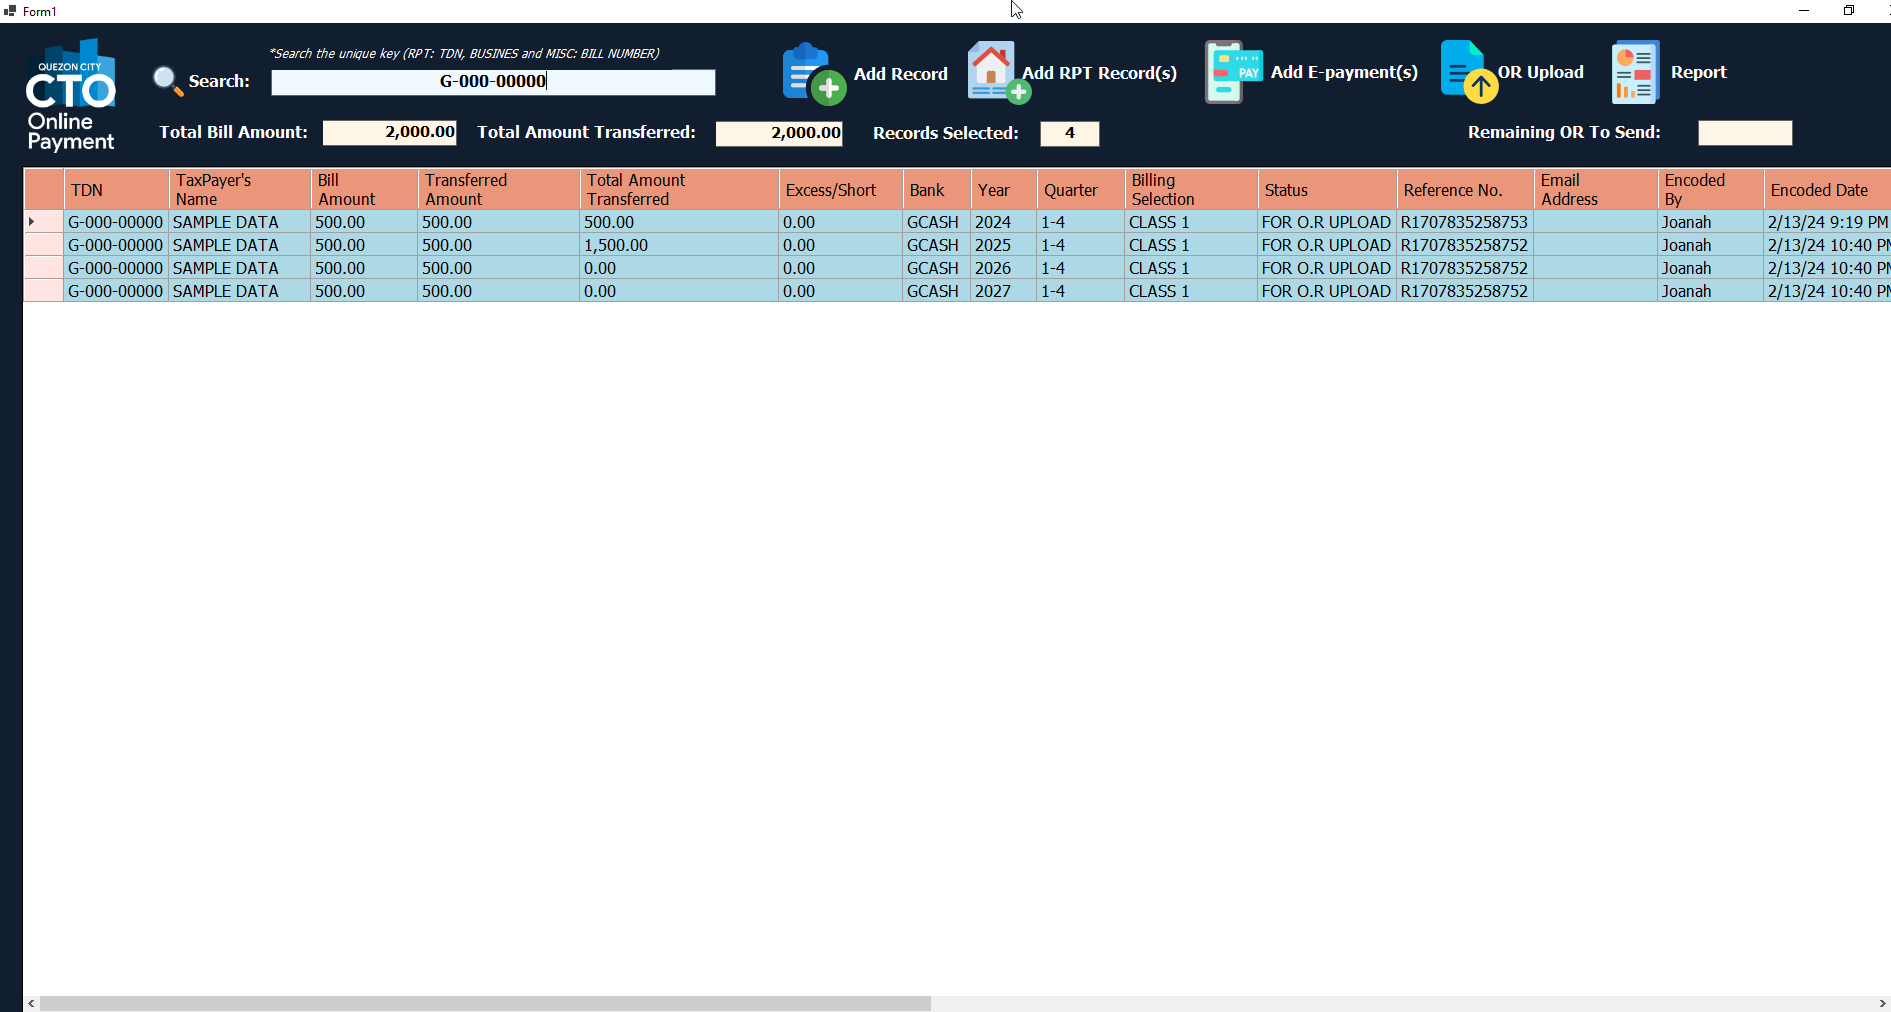 Form1
QUEZON CITY
CTO
Online
Payment
*Search the unique key (RPT: TDN, BUSINES and MISC: BILL NUMBER)
Search: G-000-00000
Add Record
Add RPT Record(s)
PAY
Add E-payment(s)
OR Upload
Report
Total Bill Amount: 2,000.00 Total Amount Transferred: 2,000.00 Records Selected: 4 Remaining OR To Send:
TDN TaxPayer's Name Bill Amount Transferred Amount Total Amount Transferred Excess/Short Bank Year Quarter Billing Selection Status Reference No. Email Address Encoded By Encoded Date
G-000-00000 SAMPLE DATA 500.00 500.00 500.00 0.00 GCASH 2024 1-4 CLASS 1 FOR O.R UPLOAD R1707835258753 Joanah 2/13/24 9:19 PM
G-000-00000 SAMPLE DATA 500.00 500.00 1,500.00 0.00 GCASH 2025 1-4 CLASS 1 FOR O.R UPLOAD R1707835258752 Joanah 2/13/24 10:40 PM
G-000-00000 SAMPLE DATA 500.00 500.00 0.00 0.00 GCASH 2026 1-4 CLASS 1 FOR O.R UPLOAD R1707835258752 Joanah 2/13/24 10:40 PM
G-000-00000 SAMPLE DATA 500.00 500.00 0.00 0.00 GCASH 2027 1-4 CLASS 1 FOR O.R UPLOAD R1707835258752 Joanah 2/13/24 10:40 PM